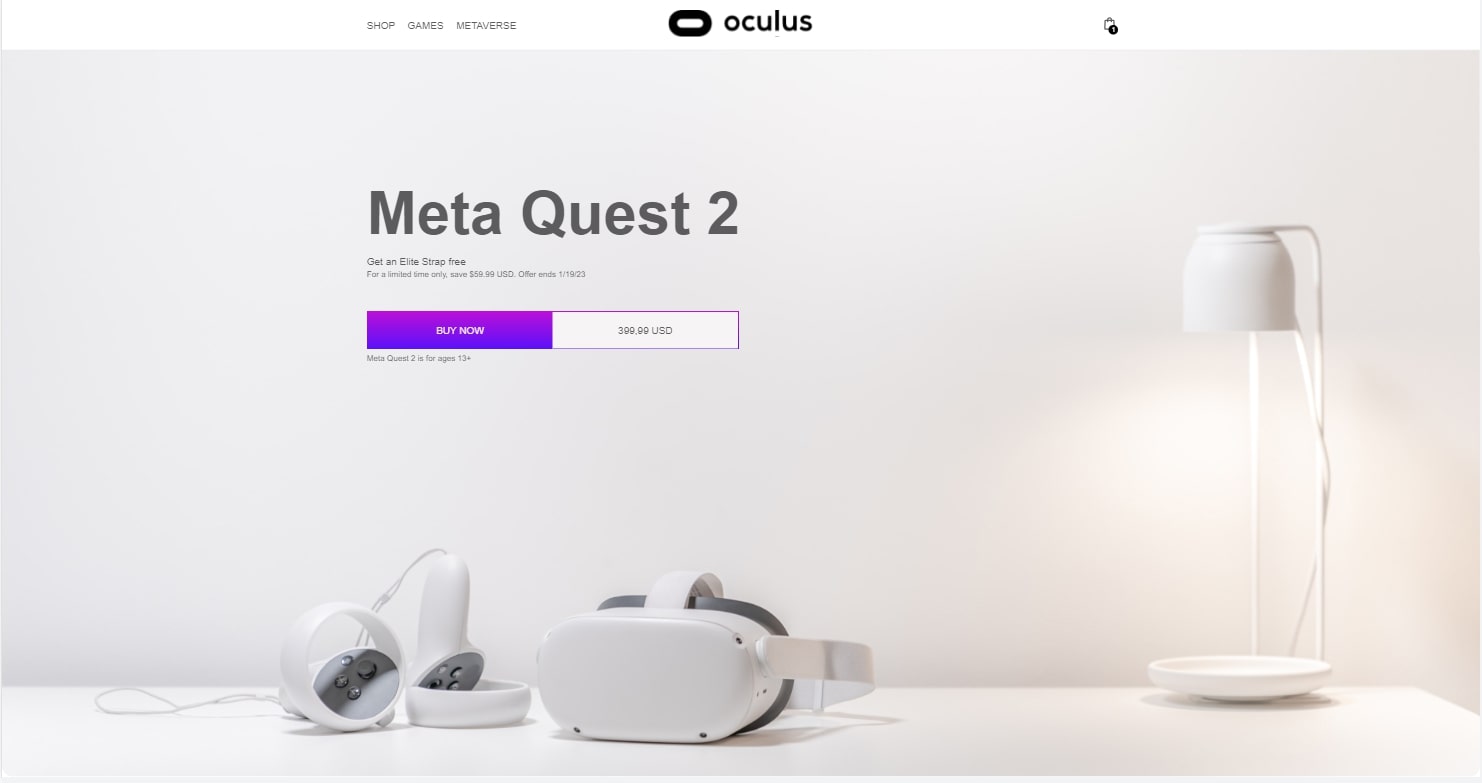 SHOP GAMES METAVERSE oculus 1
Meta Quest 2
Get an Elite Strap free
For a limited time only, save $59.99 USD. Offer ends 1/19/23
BUY NOW 399,99 USD
Meta Quest 2 is for ages 13+